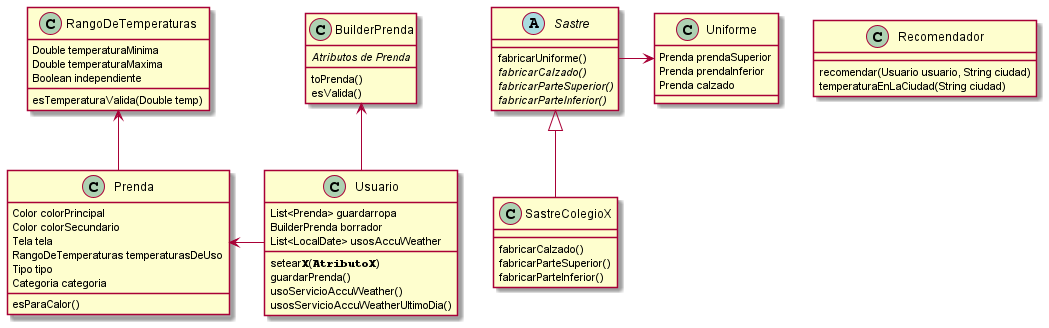 C RangoDeTemperaturas
Double temperaturaMinima
Double temperaturaMaxima
Boolean independiente
esTemperaturaValida(Double temp)
C BuilderPrenda
Atributos de Prenda
toPrenda()
esValida()
A Sastre
fabricarUniforme()
fabricarCalzado()
fabricarParteSuperior()
fabricarParteInferior()
C Uniforme
Prenda prendaSuperior
Prenda prendaInferior
Prenda calzado
C Recomendador
recomendar(Usuario usuario, String ciudad)
temperaturaEnLaCiudad(String ciudad)
C Prenda
Color colorPrincipal
Color colorSecundario
Tela tela
RangoDeTemperaturas temperaturasDeUso
Tipo tipo
Categoria categoria
esParaCalor()
C Usuario
List<Prenda> guardarropa
BuilderPrenda borrador
List<LocalDate> usosAccuWeather
setearX(AtributoX)
guardarPrenda()
usoServicioAccuWeather()
usosServicioAccuWeatherUltimoDia()
C SastreColegioX
fabricarCalzado()
fabricarParteSuperior()
fabricarParteInferior()